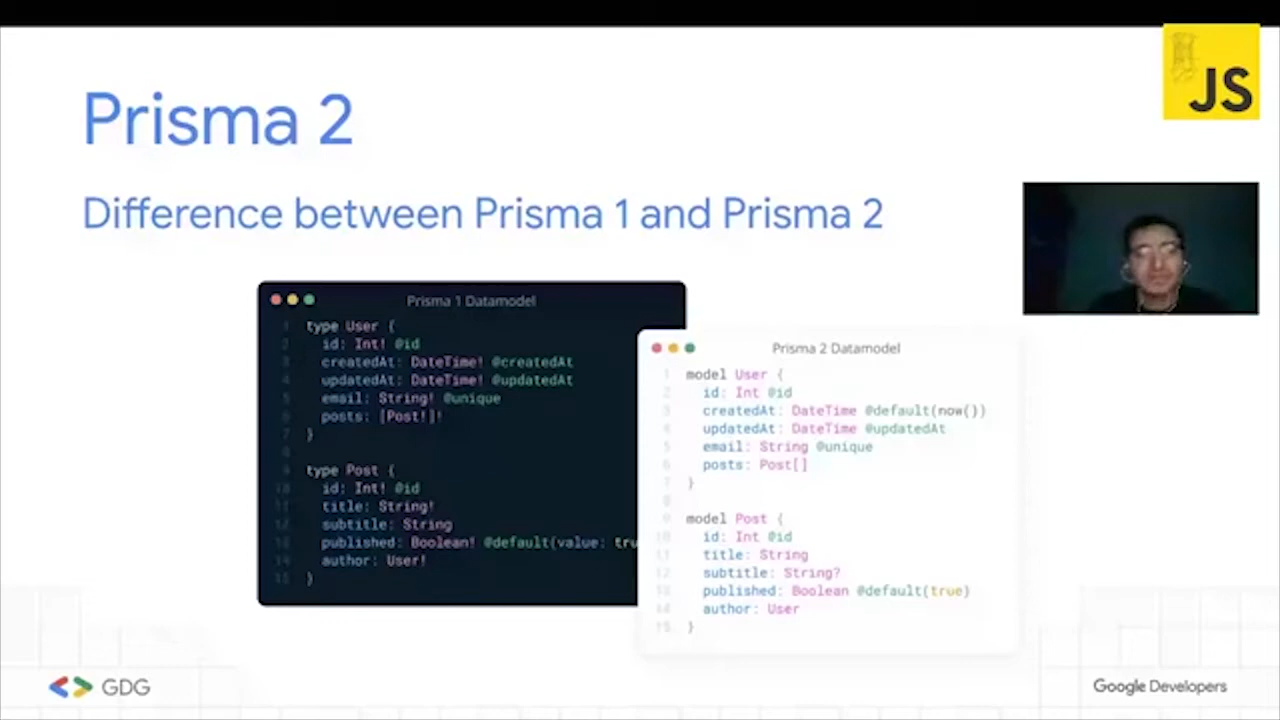 JS
Prisma 2
Difference between Prisma 1 and Prisma 2
Prisma 1 Datamodel
1 type User {
2 id: Int! @id
3 createdAt: DateTime! @createdAt
4 updatedAt: DateTime! @updatedAt
5 email: String! @unique
6 posts: [Post!]!
7 }
8
9 type Post {
10 id: Int! @id
11 title: String!
12 subtitle: String
13 published: Boolean! @default(value: tru
14 author: User!
15 }
Prisma 2 Datamodel
1 model User {
2 id: Int @id
3 createdAt: DateTime @default(now())
4 updatedAt: DateTime @updatedAt
5 email: String @unique
6 posts: Post[]
7 }
8
9 model Post {
10 id: Int @id
11 title: String
12 subtitle: String?
13 published: Boolean @default(true)
14 author: User
15 }
GDG
Google Developers